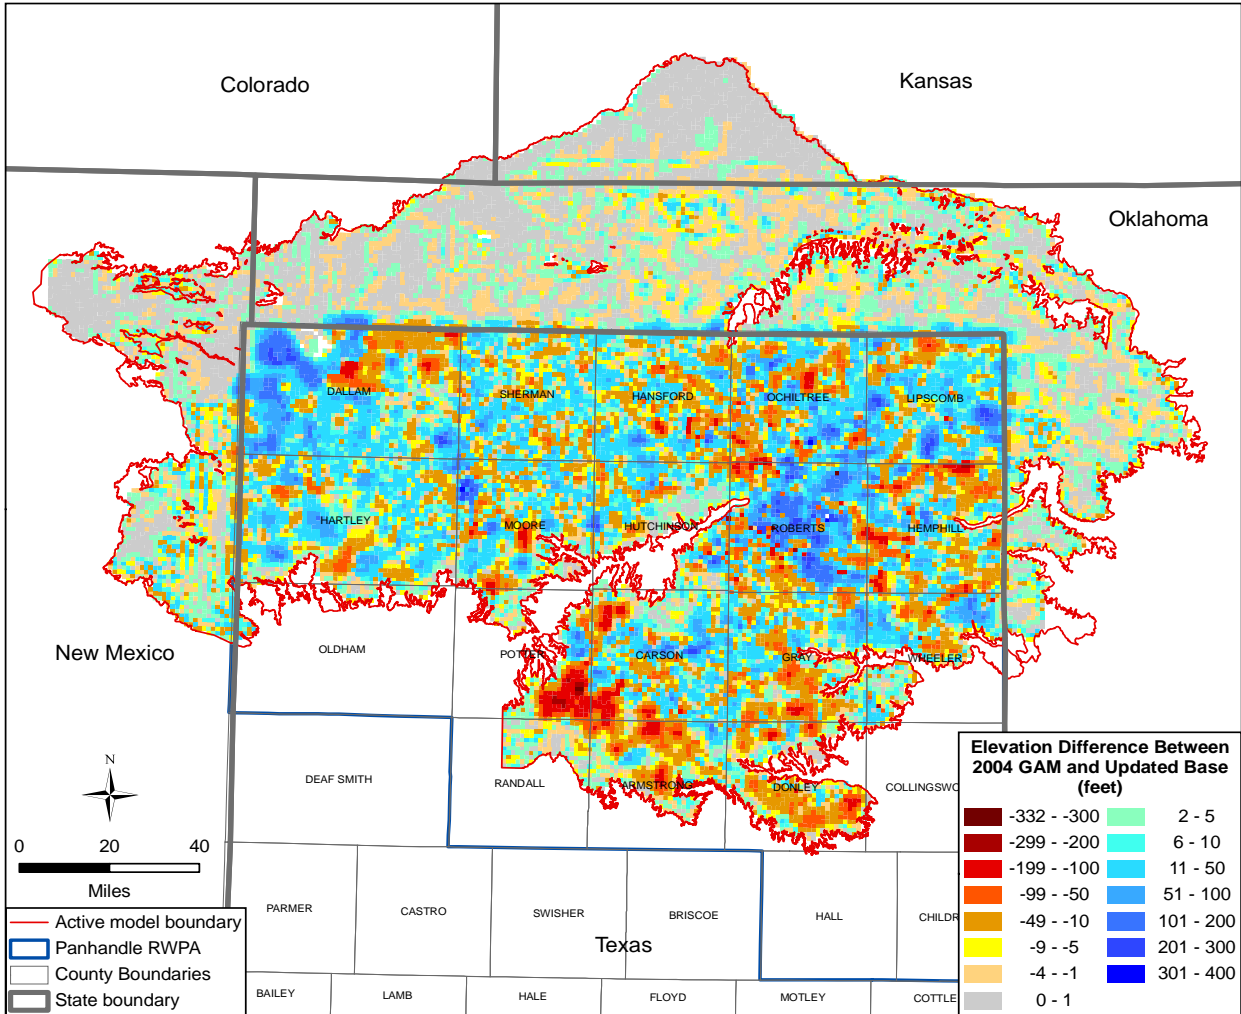 Colorado
Kansas
Oklahoma
DALLAM
SHERMAN
HANSFORD
OCHILTREE
LIPSCOMB
HARTLEY
MOORE
HUTCHINSON
ROBERTS
HEMPHILL
New Mexico
OLDHAM
POTTER
CARSON
GRAY
WHEELER
N
DEAF SMITH
RANDALL
ARMSTRONG
DONLEY
COLLINGSWO
0 20 40
Miles
PARMER
CASTRO
SWISHER
BRISCOE
HALL
CHILDR
Texas
BAILEY
LAMB
HALE
FLOYD
MOTLEY
COTTLE
Active model boundary
Panhandle RWPA
County Boundaries
State boundary
Elevation Difference Between
2004 GAM and Updated Base
(feet)
-332 - -300
-299 - -200
-199 - -100
-99 - -50
-49 - -10
-9 - -5
-4 - -1
0 - 1
2 - 5
6 - 10
11 - 50
51 - 100
101 - 200
201 - 300
301 - 400